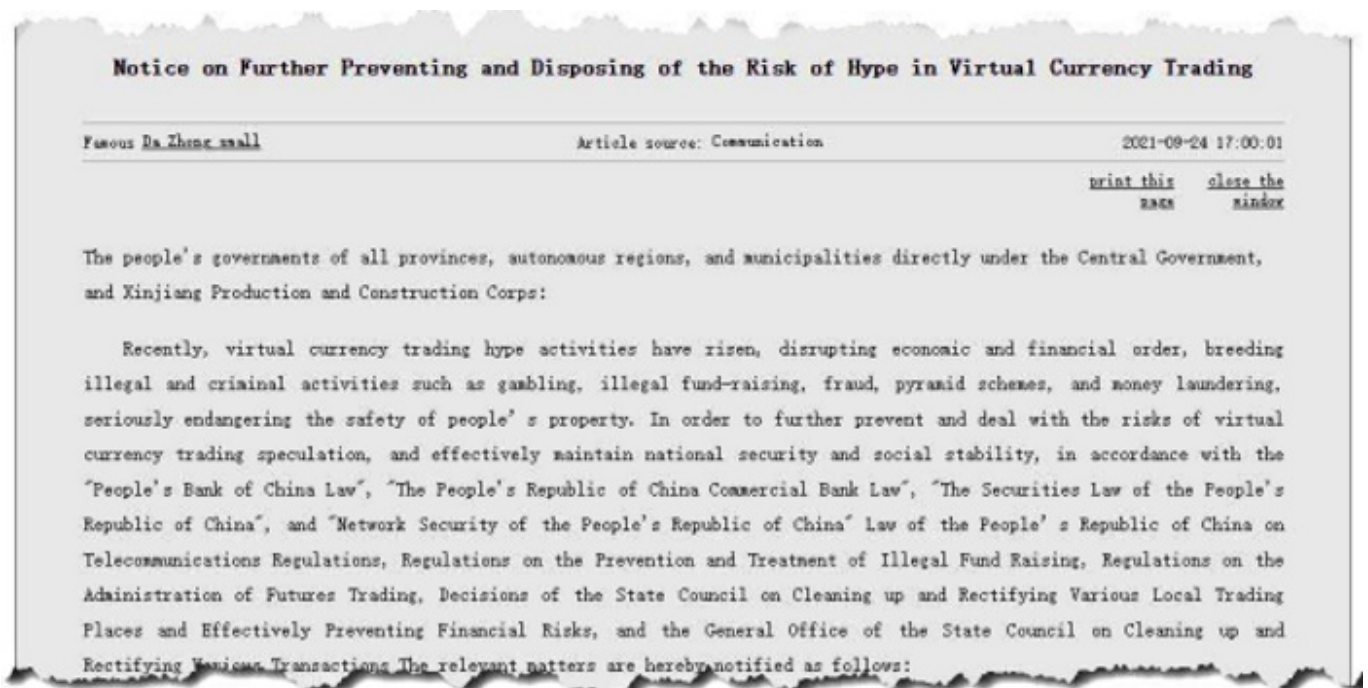 Notice on Further Preventing and Disposing of the Risk of Hype in Virtual Currency Trading
Famous Da Zhong small Article source: Communication 2021-09-24 17:00:01
print this page close the window
The people's governments of all provinces, autonomous regions, and municipalities directly under the Central Government,
and Xinjiang Production and Construction Corps:
Recently, virtual currency trading hype activities have risen, disrupting economic and financial order, breeding
illegal and criminal activities such as gambling, illegal fund-raising, fraud, pyramid schemes, and money laundering,
seriously endangering the safety of people' s property. In order to further prevent and deal with the risks of virtual
currency trading speculation, and effectively maintain national security and social stability, in accordance with the
"People's Bank of China Law", "The People's Republic of China Commercial Bank Law", "The Securities Law of the People's
Republic of China", and "Network Security of the People's Republic of China" Law of the People' s Republic of China on
Telecommunications Regulations, Regulations on the Prevention and Treatment of Illegal Fund Raising, Regulations on the
Administration of Futures Trading, Decisions of the State Council on Cleaning up and Rectifying Various Local Trading
Places and Effectively Preventing Financial Risks, and the General Office of the State Council on Cleaning up and
Rectifying Various Transactions The relevant matters are hereby notified as follows: